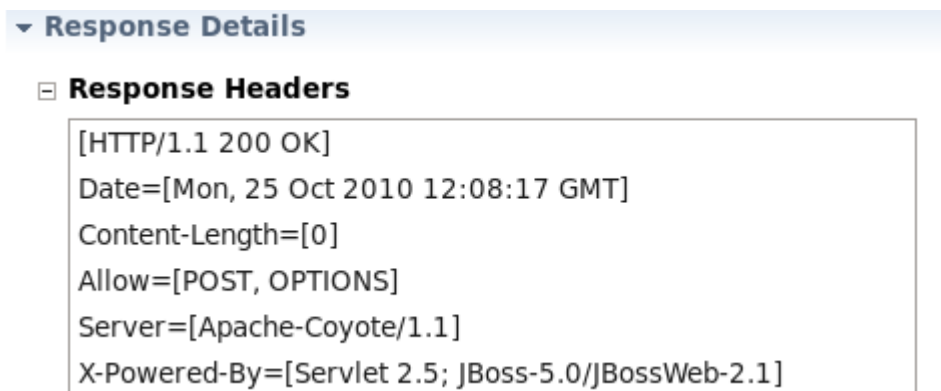 Response Details
Response Headers
[HTTP/1.1 200 OK]
Date=[Mon, 25 Oct 2010 12:08:17 GMT]
Content-Length=[0]
Allow=[POST, OPTIONS]
Server=[Apache-Coyote/1.1]
X-Powered-By=[Servlet 2.5; JBoss-5.0/JBossWeb-2.1]